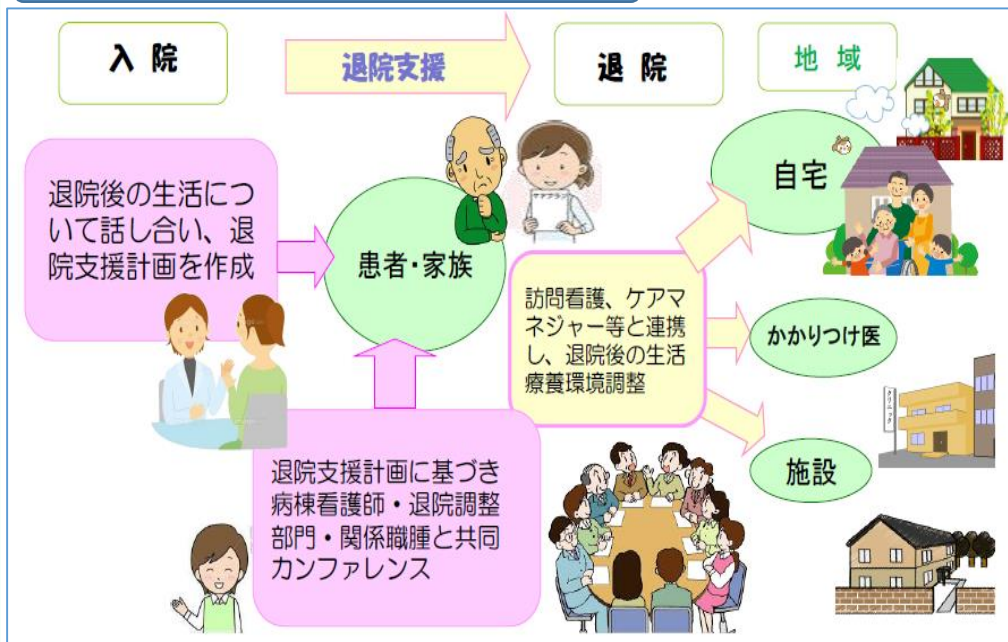 入 院
退院支援
退 院
地 域
退院後の生活につ
いて話し合い、退
院支援計画を作成
患者・家族
自宅
訪問看護、ケアマ
ネジャー等と連携
し、退院後の生活
療養環境調整
かかりつけ医
クリニック
施設
退院支援計画に基づき
病棟看護師・退院調整
部門・関係職腫と共同
カンファレンス